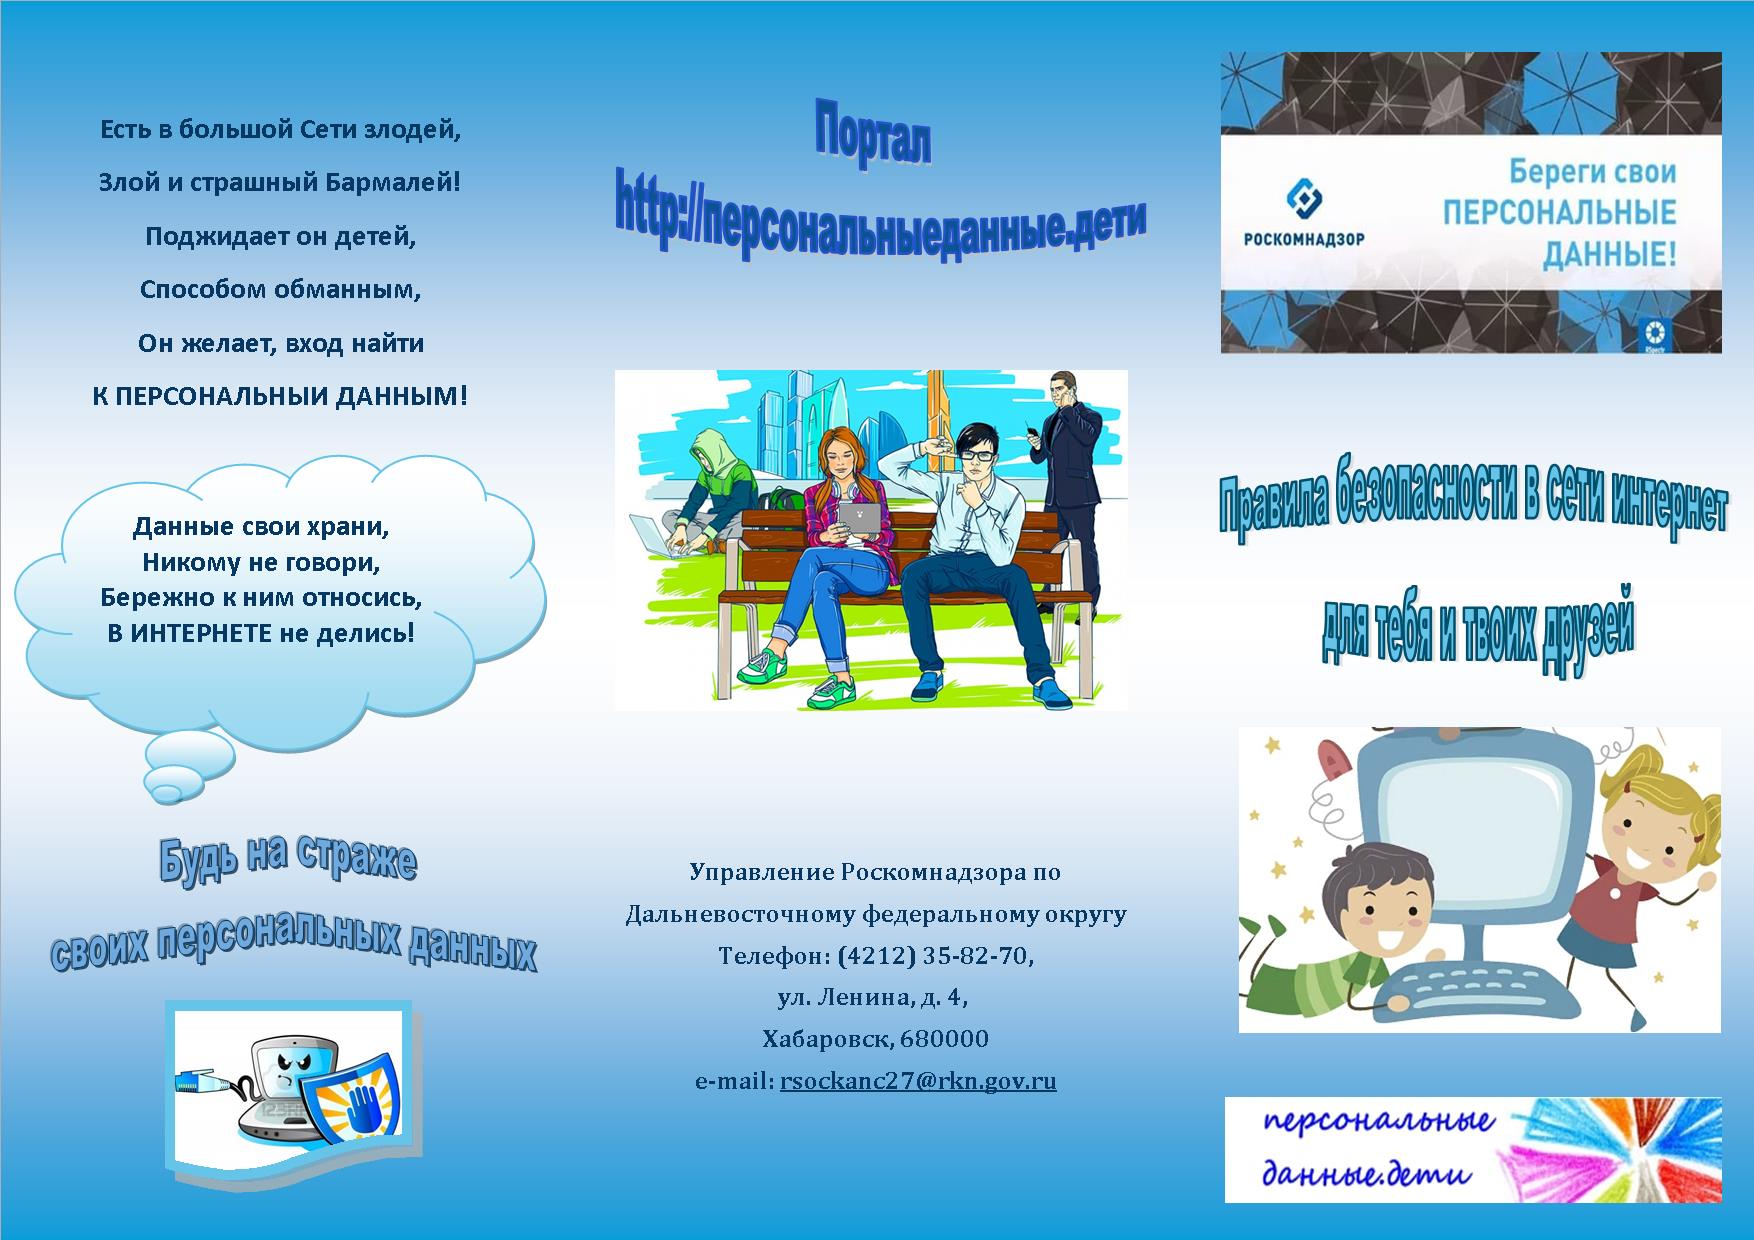 Есть в большой Сети злодей,
Злой и страшный Бармалей!
Поджидает он детей,
Способом обманным,
Он желает, вход найти
К ПЕРСОНАЛЬНЫИ ДАННЫМ!
Данные свои храни,
Никому не говори,
Бережно к ним относись,
В ИНТЕРНЕТЕ не делись!
Будь на страже
своих персональных данных
Портал
http://персональныеданные.дети
Управление Роскомнадзора по
Дальневосточному федеральному округу
Телефон: (4212) 35-82-70,
ул. Ленина, д. 4,
Хабаровск, 680000
e-mail: rsockanc27@rkn.gov.ru
РОСКОМНАДЗОР
Береги свои
ПЕРСОНАЛЬНЫЕ
ДАННЫЕ!
Правила безопасности в сети интернет
для тебя и твоих друзей
персональные
данные.дети